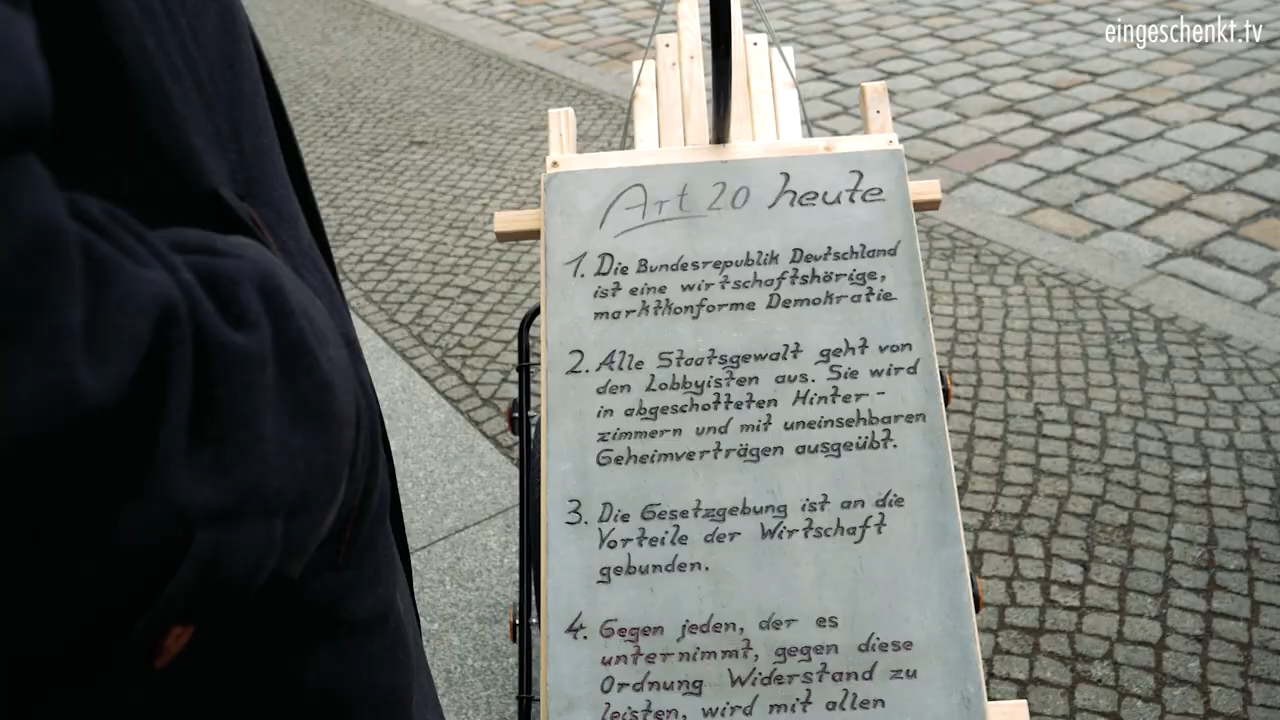 eingeschenkt.tv
Art 20 heute
1. Die Bundesrepublik Deutschland
ist eine wirtschaftshörige,
marktkonforme Demokratie
2. Alle Staatsgewalt geht von
den Lobbyisten aus. Sie wird
in abgeschotteten Hinter-
zimmern und mit uneinsehbaren
Geheimverträgen ausgeübt.
3. Die Gesetzgebung ist an die
Vorteile der Wirtschaft
gebunden.
4. Gegen jeden, der es
unternimmt, gegen diese
Ordnung Widerstand zu
leisten, wird mit allen